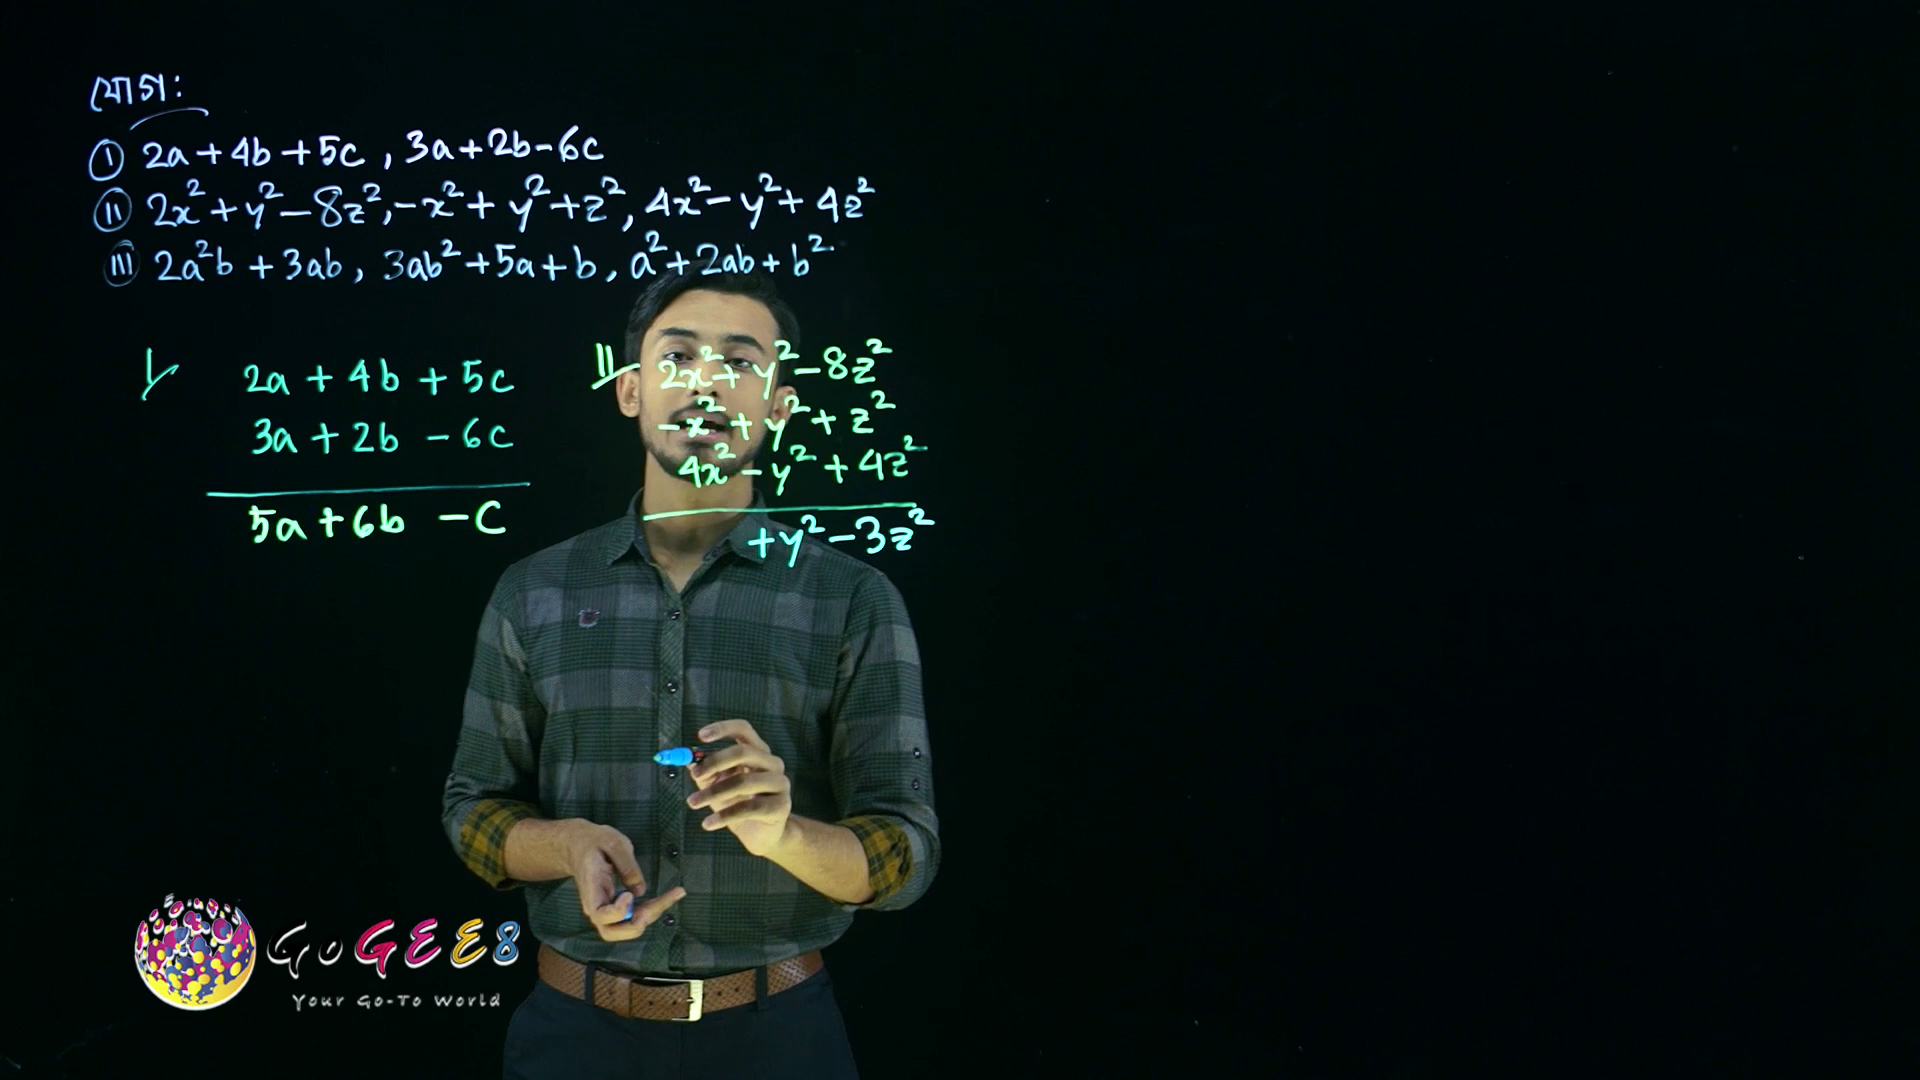 যোগ:
① 2a + 4b + 5c , 3a + 2b - 6c
⑪ 2x² + y² - 8z², -x² + y² + z², 4x² - y² + 4z²
⑪ⅼ 2a²b + 3ab, 3ab² + 5a + b, a² + 2ab + b²
I 2a + 4b + 5c
3a + 2b - 6c
5a + 6b - c
II 2x² + y² - 8z²
-x² + y² + z²
4x² - y² + 4z²
+ y² - 3z²
GoGEE8
Your Go-To World